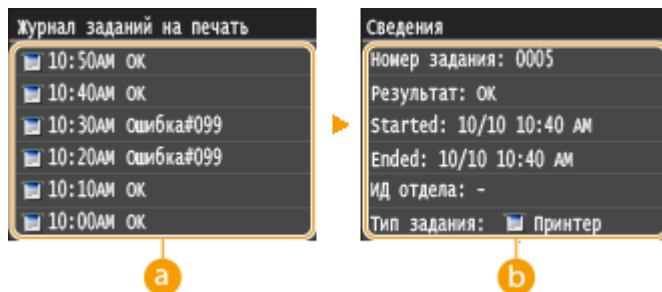 Журнал заданий на печать
10:50AM OK
10:40AM OK
10:30AM Ошибка#099
10:20AM Ошибка#099
10:10AM OK
10:00AM OK
a
Сведения
Номер задания: 0005
Результат: OK
Started: 10/10 10:40 AM
Ended: 10/10 10:40 AM
ИД отдела: -
Тип задания: Принтер
b